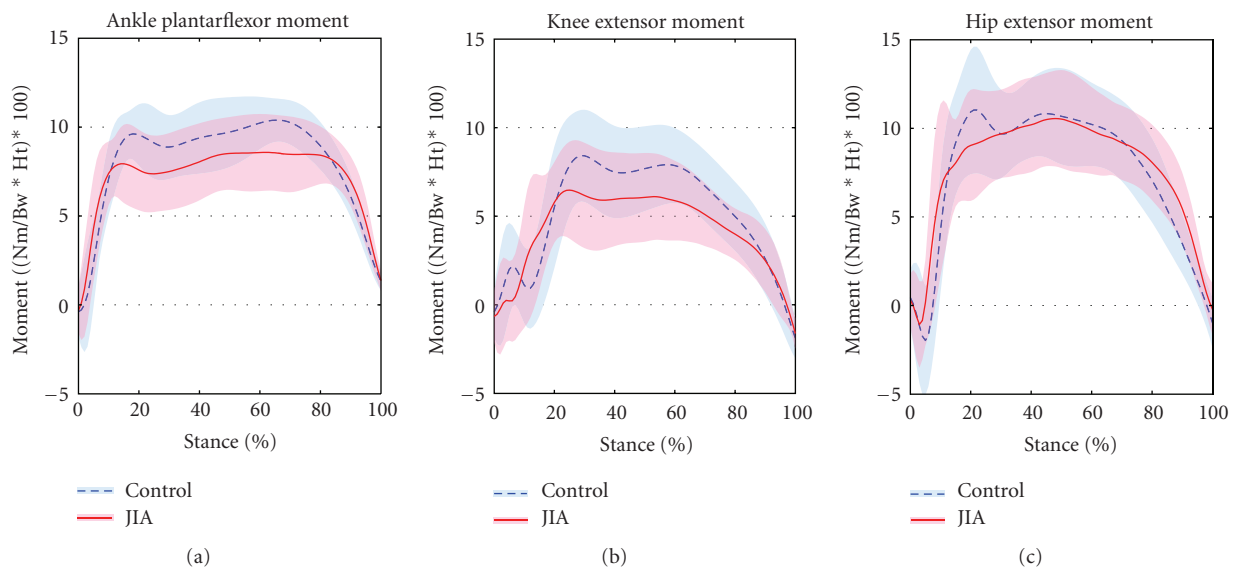 Ankle plantarflexor moment
15
10
5
0
−5
Moment ((Nm/Bw * Ht)* 100)
0 20 40 60 80 100
Stance (%)
Control
JIA
(a)
Knee extensor moment
15
10
5
0
−5
Moment ((Nm/Bw * Ht)* 100)
0 20 40 60 80 100
Stance (%)
Control
JIA
(b)
Hip extensor moment
15
10
5
0
−5
Moment ((Nm/Bw * Ht)* 100)
0 20 40 60 80 100
Stance (%)
Control
JIA
(c)